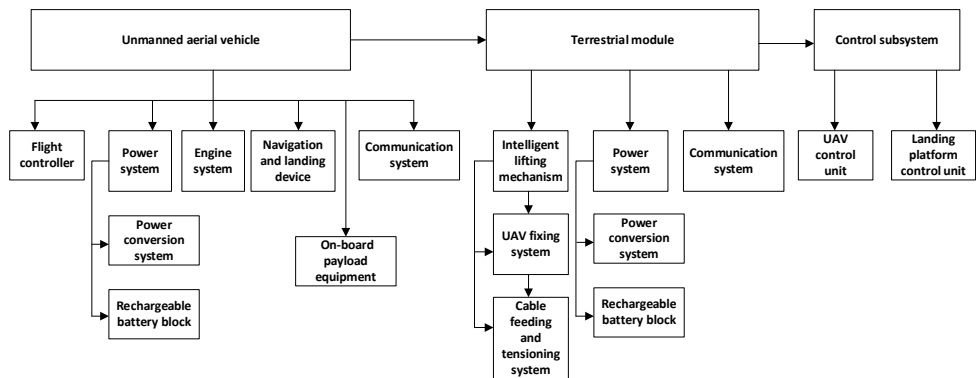 Unmanned aerial vehicle
Terrestrial module
Control subsystem
Flight
controller
Power
system
Engine
system
Navigation
and landing
device
Communication
system
Intelligent
lifting
mechanism
Power
system
Communication
system
UAV
control
unit
Landing
platform
control unit
Power
conversion
system
On-board
payload
equipment
UAV fixing
system
Power
conversion
system
Rechargeable
battery block
Cable
feeding
and
tensioning
system
Rechargeable
battery block